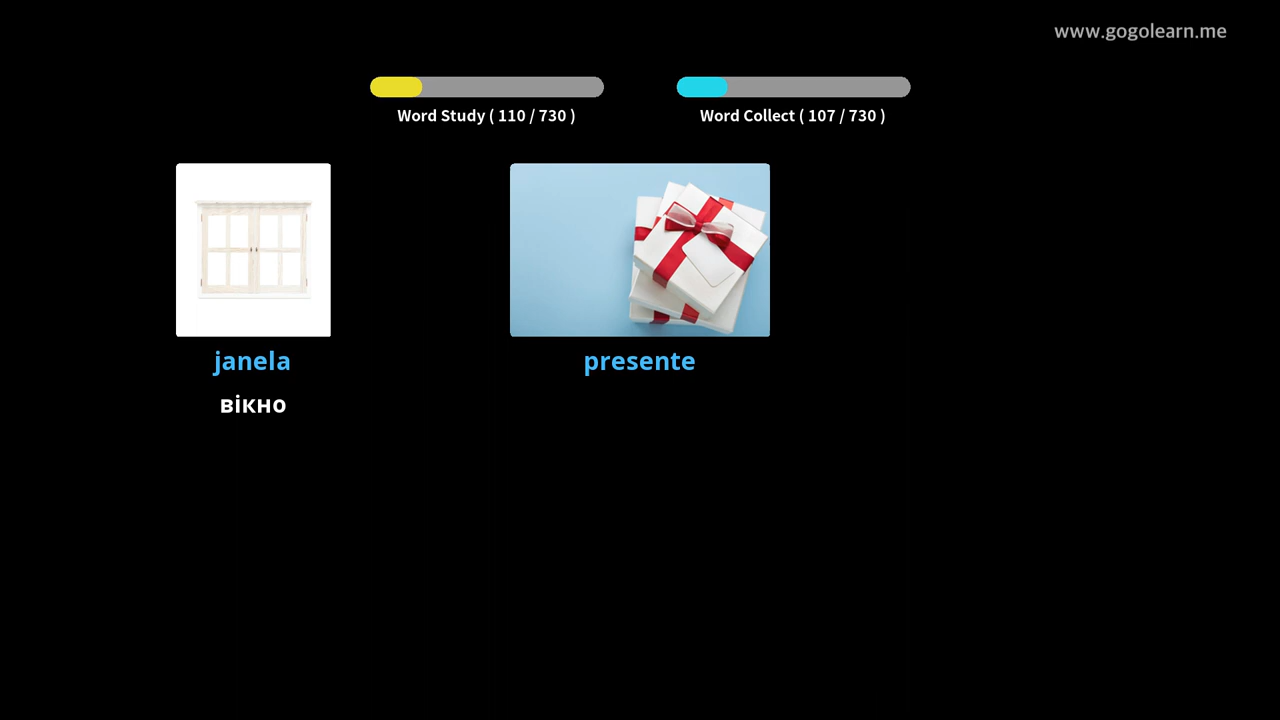 www.gogolearn.me
Word Study ( 110 / 730 )
Word Collect ( 107 / 730 )
janela
presente
вікно